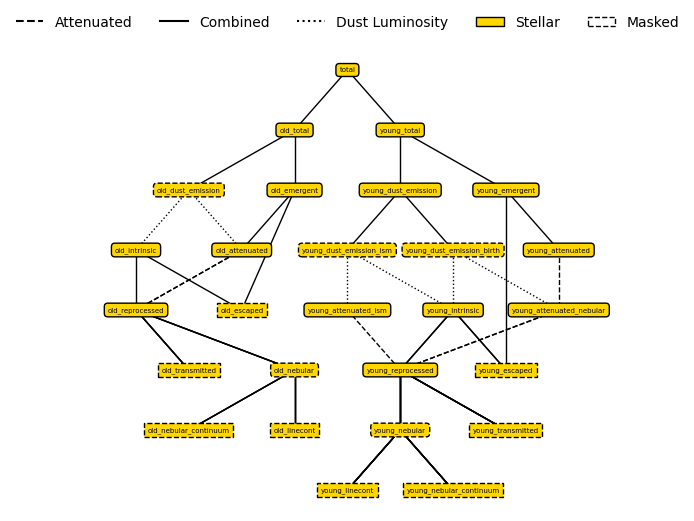 Attenuated Combined Dust Luminosity Stellar Masked
total
old_total young_total
old_dust_emission old_emergent young_dust_emission young_emergent
old_intrinsic old_attenuated young_dust_emission_ism young_dust_emission_birth young_attenuated
old_reprocessed old_escaped young_attenuated_ism young_intrinsic young_attenuated_nebular
old_transmitted old_nebular young_reprocessed young_escaped
old_nebular_continuum old_linecont young_nebular young_transmitted
young_linecont young_nebular_continuum